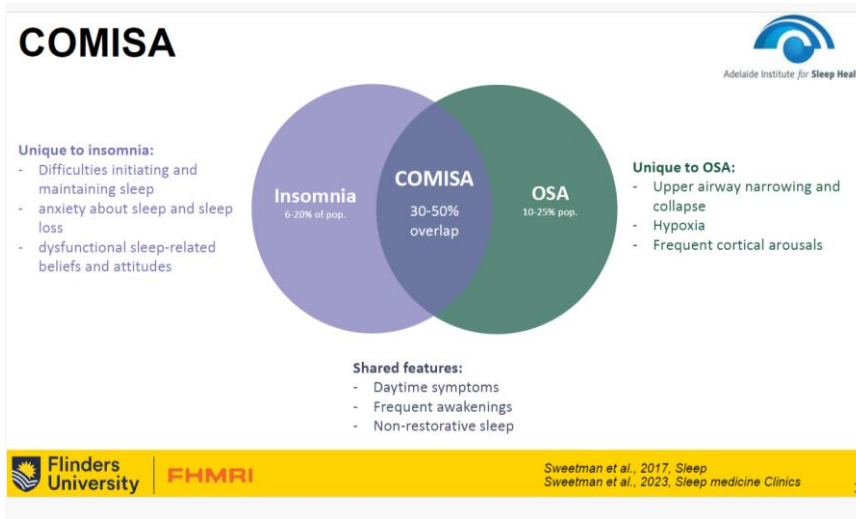 COMISA
Adelaide Institute for Sleep Heal
Unique to insomnia:
- Difficulties initiating and
maintaining sleep
- anxiety about sleep and sleep
loss
- dysfunctional sleep-related
beliefs and attitudes
Insomnia
6-20% of pop.
COMISA
30-50%
overlap
OSA
10-25% pop.
Unique to OSA:
- Upper airway narrowing and
collapse
- Hypoxia
- Frequent cortical arousals
Shared features:
- Daytime symptoms
- Frequent awakenings
- Non-restorative sleep
Flinders
University
FHMRI
Sweetman et al., 2017, Sleep
Sweetman et al., 2023, Sleep medicine Clinics